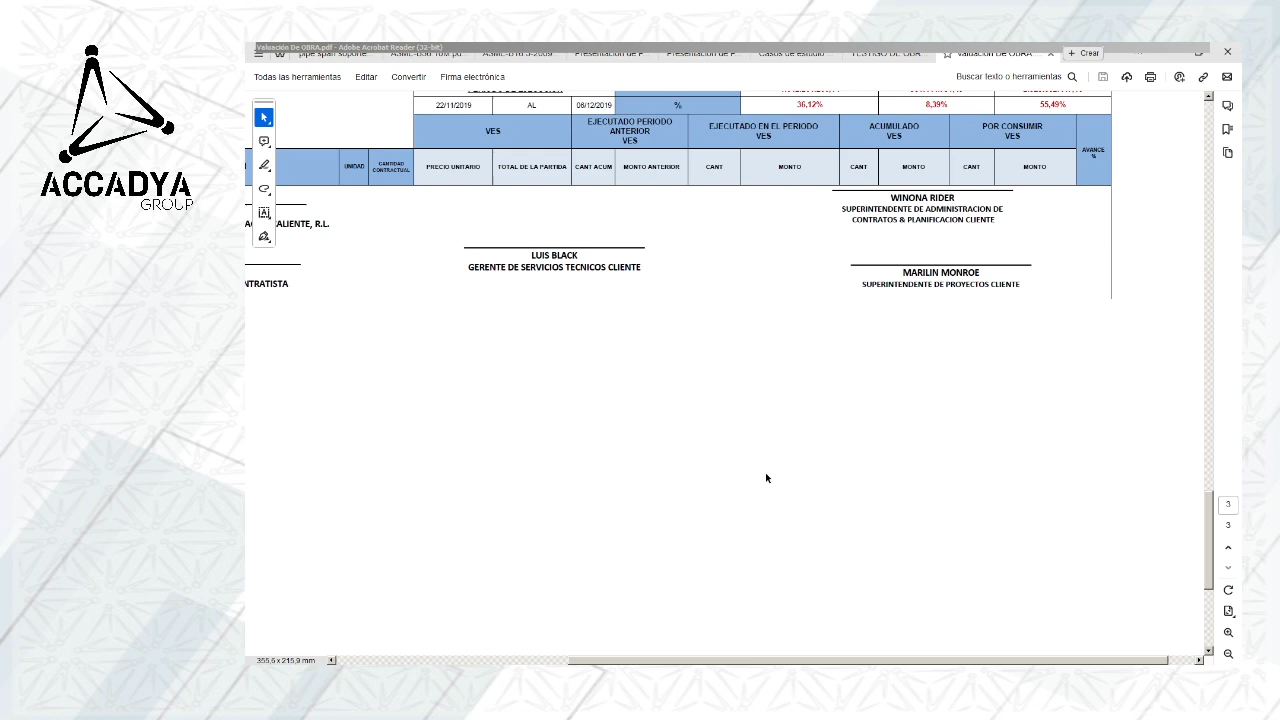 ACCADYA
GROUP
Valuación De OBRA.pdf - Adobe Acrobat Reader (32-bit)
Crear
Todas las herramientas Editar Convertir Firma electrónica Buscar texto o herramientas
22/11/2019 AL 06/12/2019 % 36,12% 8,39% 55,49%
VES EJECUTADO PERIODO ANTERIOR VES EJECUTADO EN EL PERIODO VES ACUMULADO VES POR CONSUMIR VES AVANCE %
UNIDAD CANTIDAD CONTRACTUAL PRECIO UNITARIO TOTAL DE LA PARTIDA CANT ACUM MONTO ANTERIOR CANT MONTO CANT MONTO CANT MONTO
WINONA RIDER
SUPERINTENDENTE DE ADMINISTRACION DE
CONTRATOS & PLANIFICACION CLIENTE
ALIENTE, R.L.
LUIS BLACK
GERENTE DE SERVICIOS TECNICOS CLIENTE
MARILIN MONROE
SUPERINTENDENTE DE PROYECTOS CLIENTE
NTRATISTA
3
3
355,6 x 215,9 mm